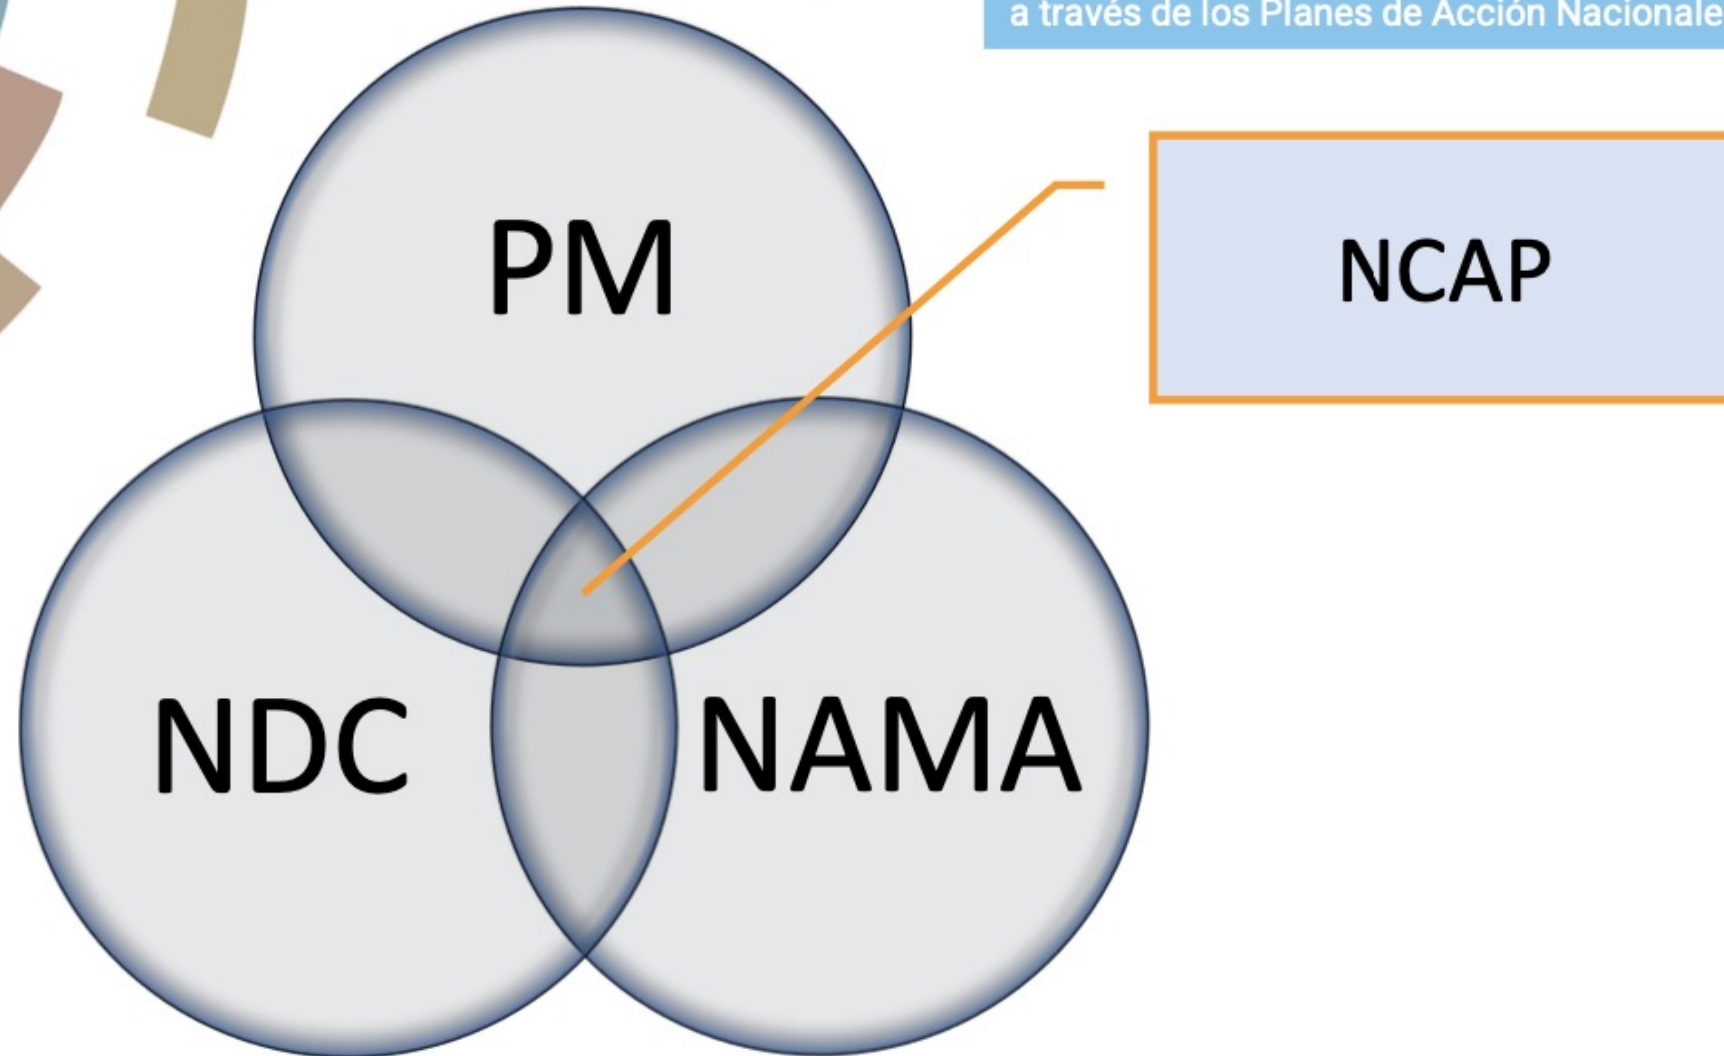 a través de los Planes de Acción Nacionale
PM
NCAP
NDC
NAMA